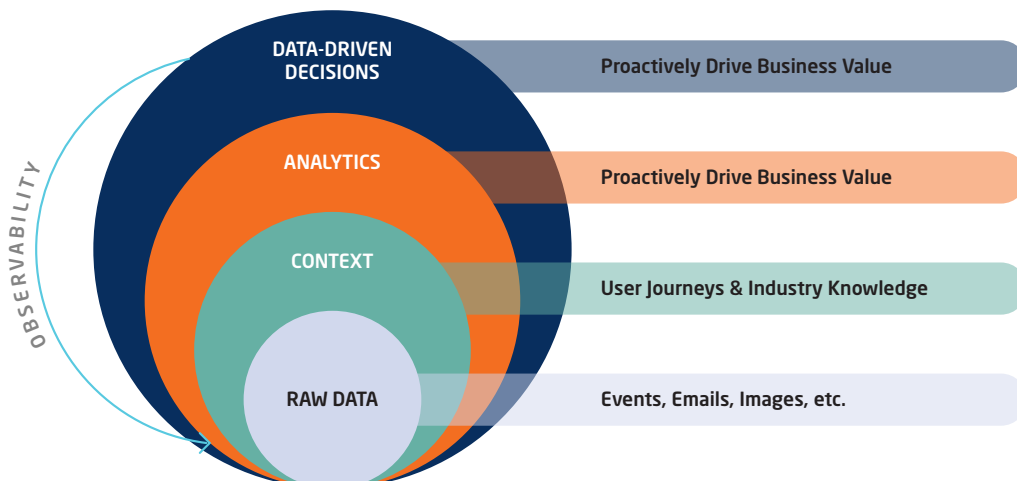 DATA-DRIVEN
DECISIONS
Proactively Drive Business Value
ANALYTICS
Proactively Drive Business Value
OBSERVABILITY
CONTEXT
User Journeys & Industry Knowledge
RAW DATA
Events, Emails, Images, etc.